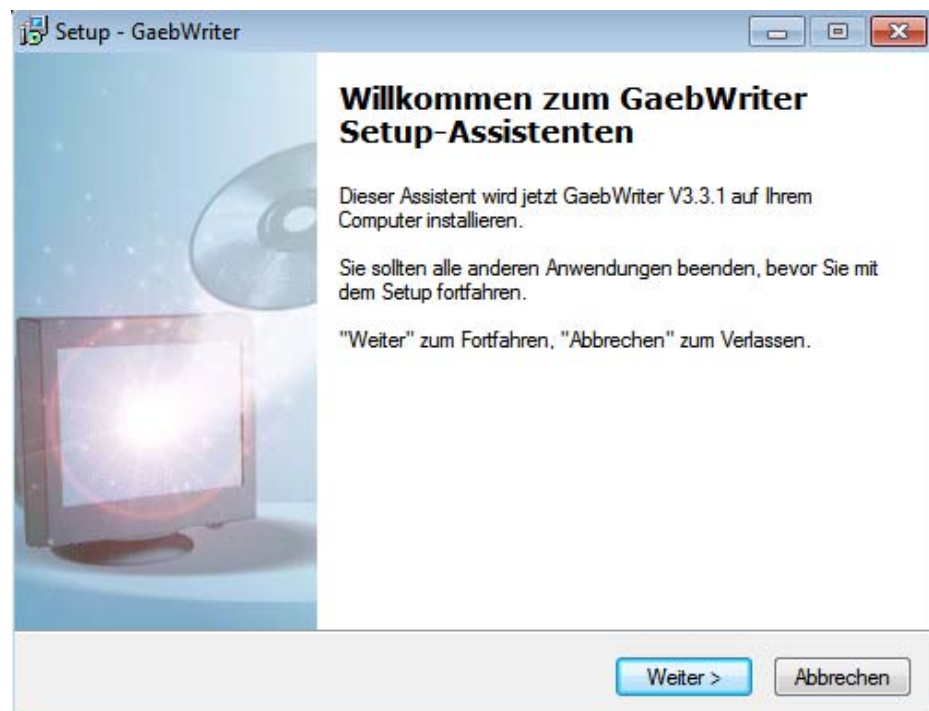 Setup - GaebWriter
Willkommen zum GaebWriter
Setup-Assistenten
Dieser Assistent wird jetzt GaebWriter V3.3.1 auf Ihrem
Computer installieren.
Sie sollten alle anderen Anwendungen beenden, bevor Sie mit
dem Setup fortfahren.
"Weiter" zum Fortfahren, "Abbrechen" zum Verlassen.
Weiter >
Abbrechen